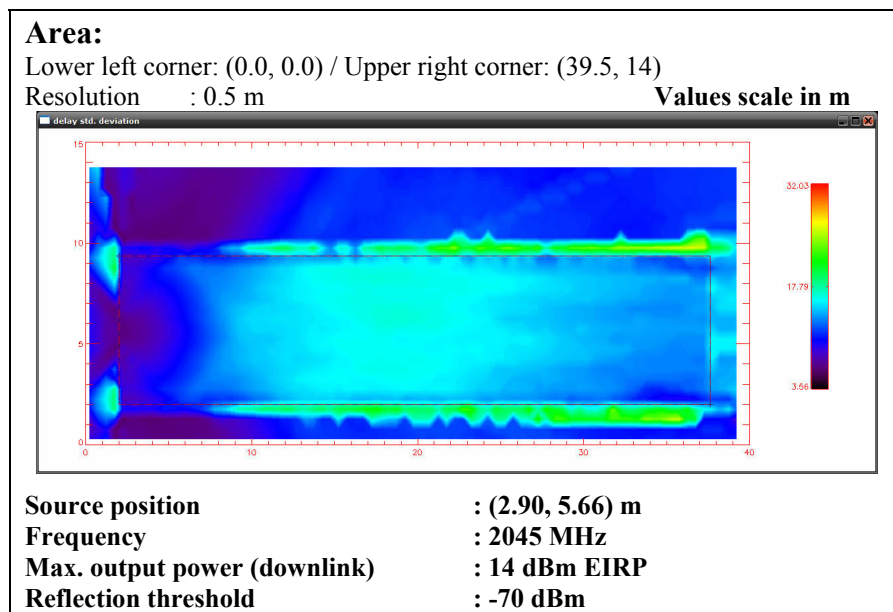 Area:
Lower left corner: (0.0, 0.0) / Upper right corner: (39.5, 14)
Resolution : 0.5 m Values scale in m
delay std. deviation
15
10
5
0
0 10 20 30 40
32.03
17.79
3.56
Source position : (2.90, 5.66) m
Frequency : 2045 MHz
Max. output power (downlink) : 14 dBm EIRP
Reflection threshold : -70 dBm